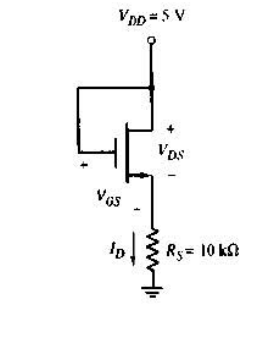 V_DD = 5 V
+
V_DS
+
−
V_GS
−
I_D
R_S = 10 kΩ